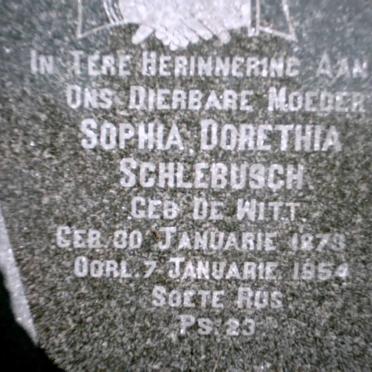 IN TERE HERINNERING AAN
ONS DIERBARE MOEDER
SOPHIA DORETHIA
SCHLEBUSCH
GEB DE WITT.
GEB. 30 JANUARIE 1879
OORL. 7 JANUARIE 1954
SOETE RUS
PS. 23